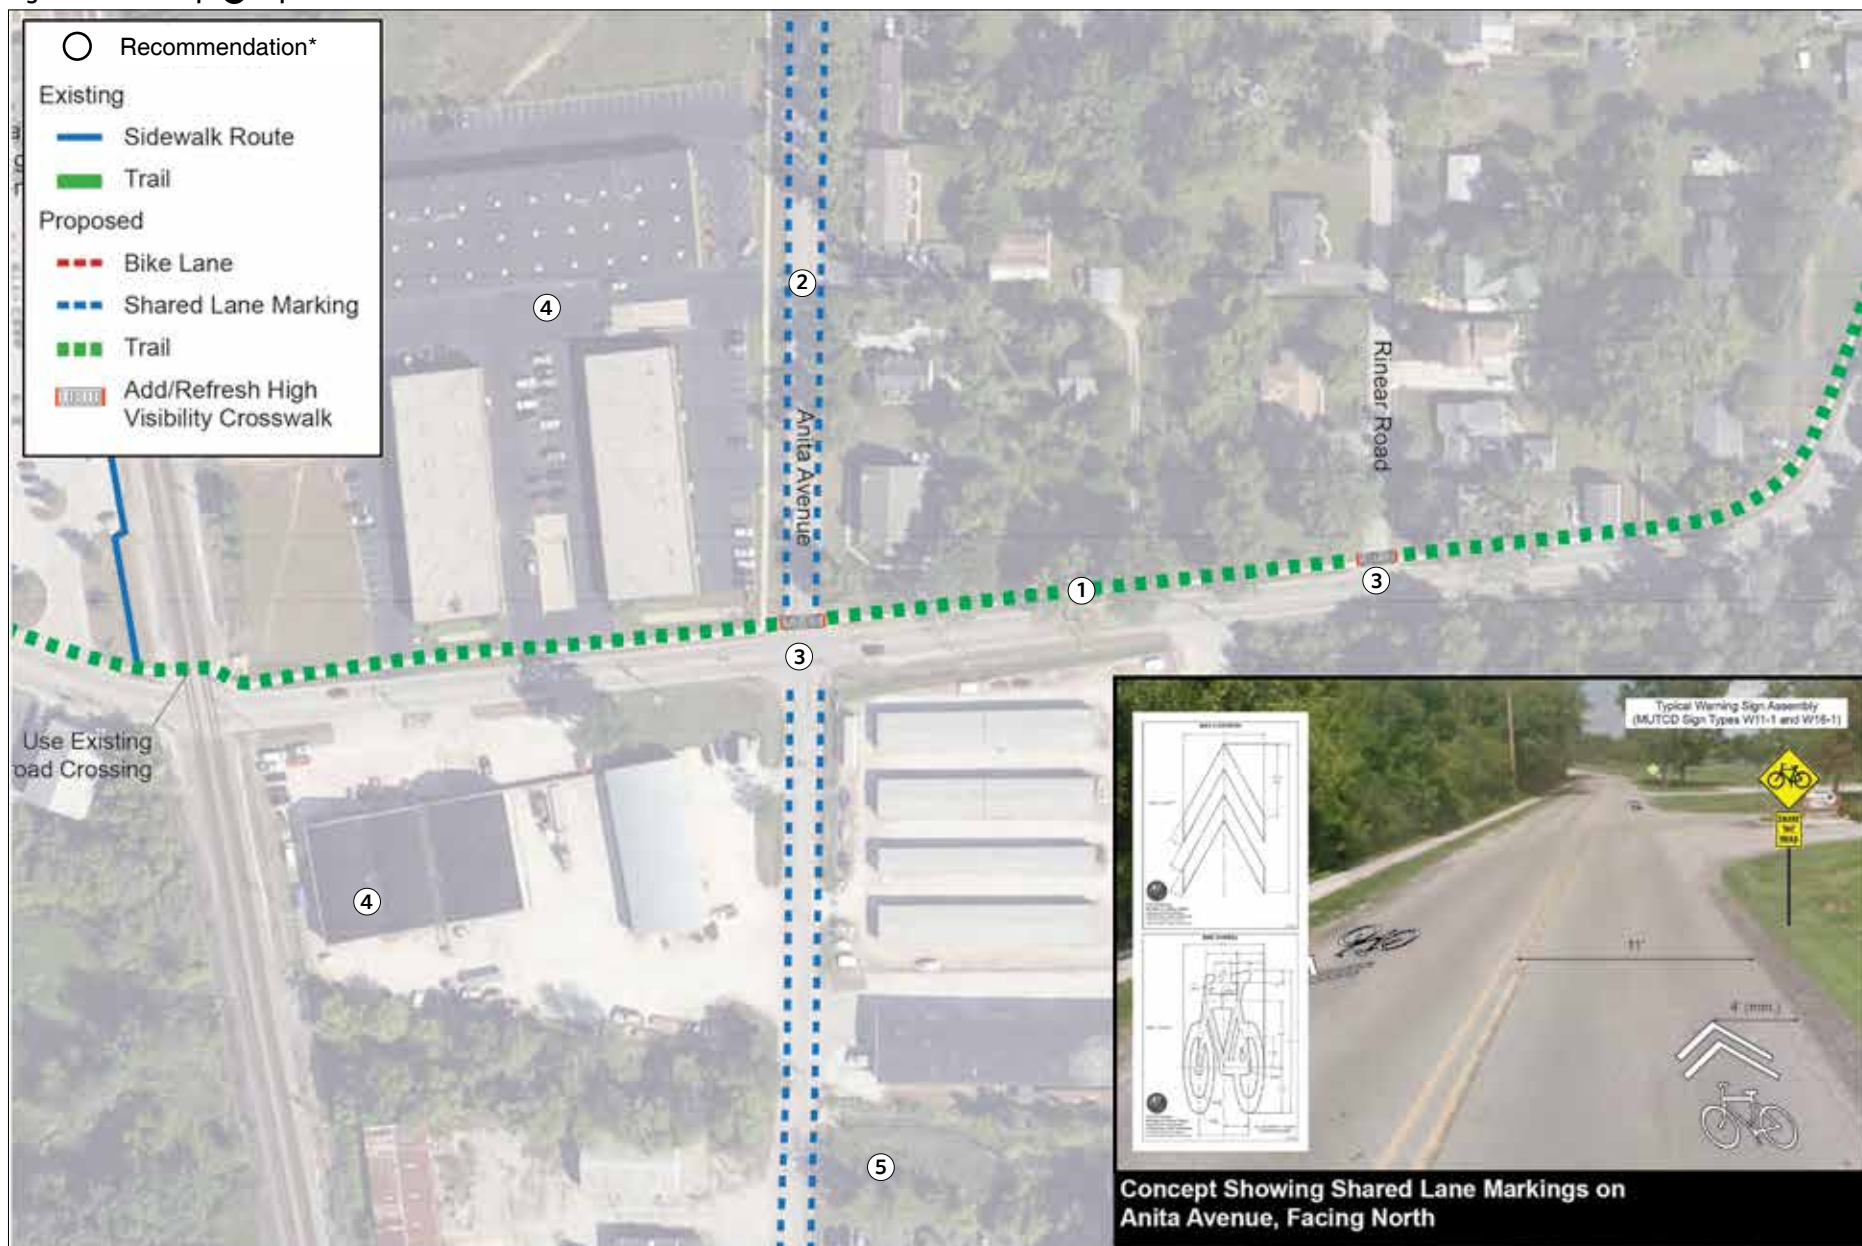 Recommendation*
Existing
Sidewalk Route
Trail
Proposed
Bike Lane
Shared Lane Marking
Trail
Add/Refresh High
Visibility Crosswalk
2
4
Anita Avenue
Rinear Road
1
3
3
Use Existing
oad Crossing
4
5
Typical Warning Sign Assembly
(MUTCD Sign Types W11-1 and W16-1)
SHARE
THE
ROAD
11'
4' (min.)
Concept Showing Shared Lane Markings on
Anita Avenue, Facing North